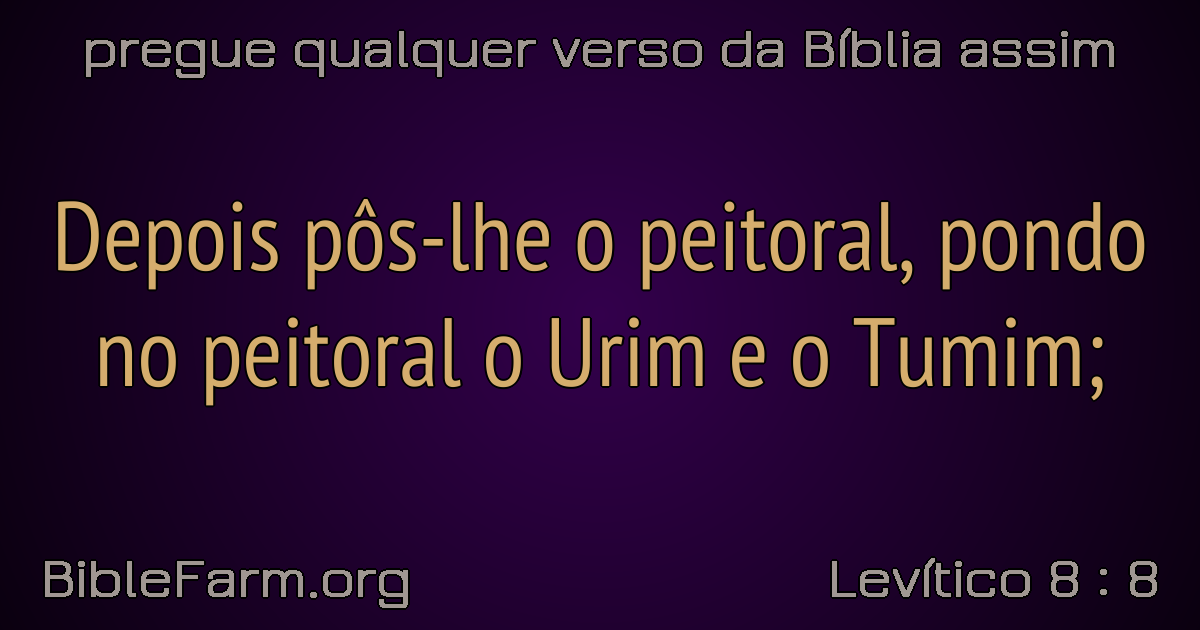 pregue qualquer verso da Bíblia assim
Depois pôs-lhe o peitoral, pondo
no peitoral o Urim e o Tumim;
BibleFarm.org
Levítico 8 : 8